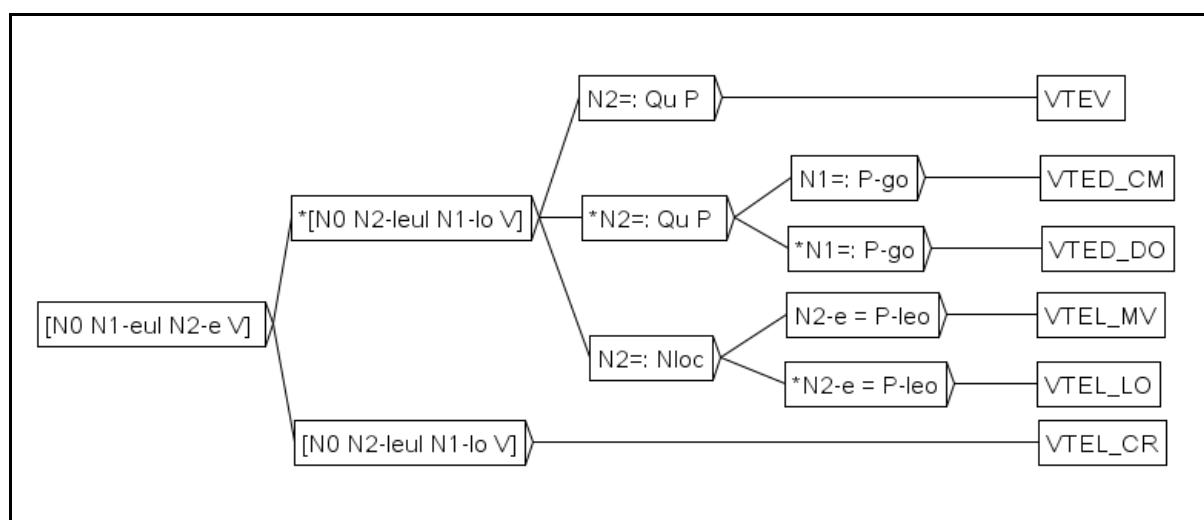 N2=: Qu P
VTEV
N1=: P-go
VTED_CM
*[N0 N2-leul N1-lo V]
*N2=: Qu P
*N1=: P-go
VTED_DO
[N0 N1-eul N2-e V]
N2-e = P-leo
VTEL_MV
N2=: Nloc
*N2-e = P-leo
VTEL_LO
[N0 N2-leul N1-lo V]
VTEL_CR